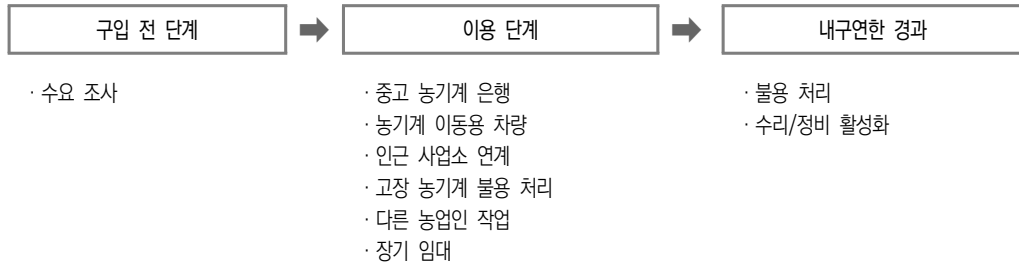 구입 전 단계
이용 단계
내구연한 경과
· 수요 조사
· 중고 농기계 은행
· 농기계 이동용 차량
· 인근 사업소 연계
· 고장 농기계 불용 처리
· 다른 농업인 작업
· 장기 임대
· 불용 처리
· 수리/정비 활성화